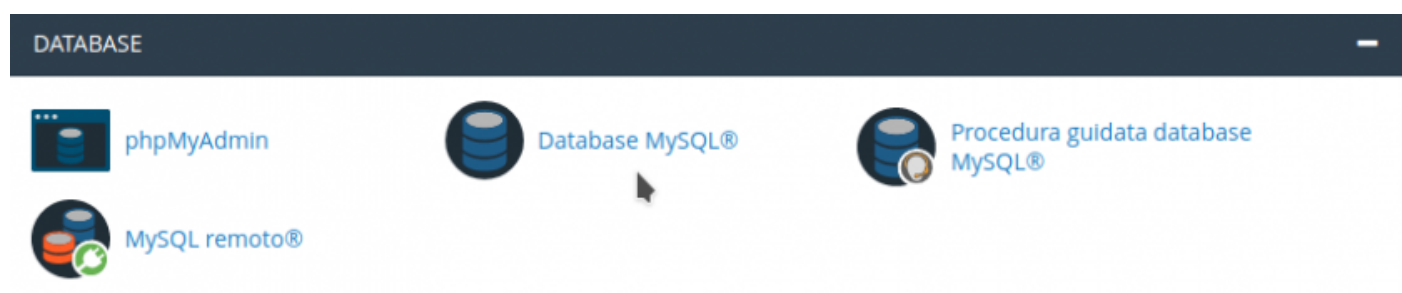 DATABASE
phpMyAdmin
Database MySQL®
Procedura guidata database
MySQL®
MySQL remoto®